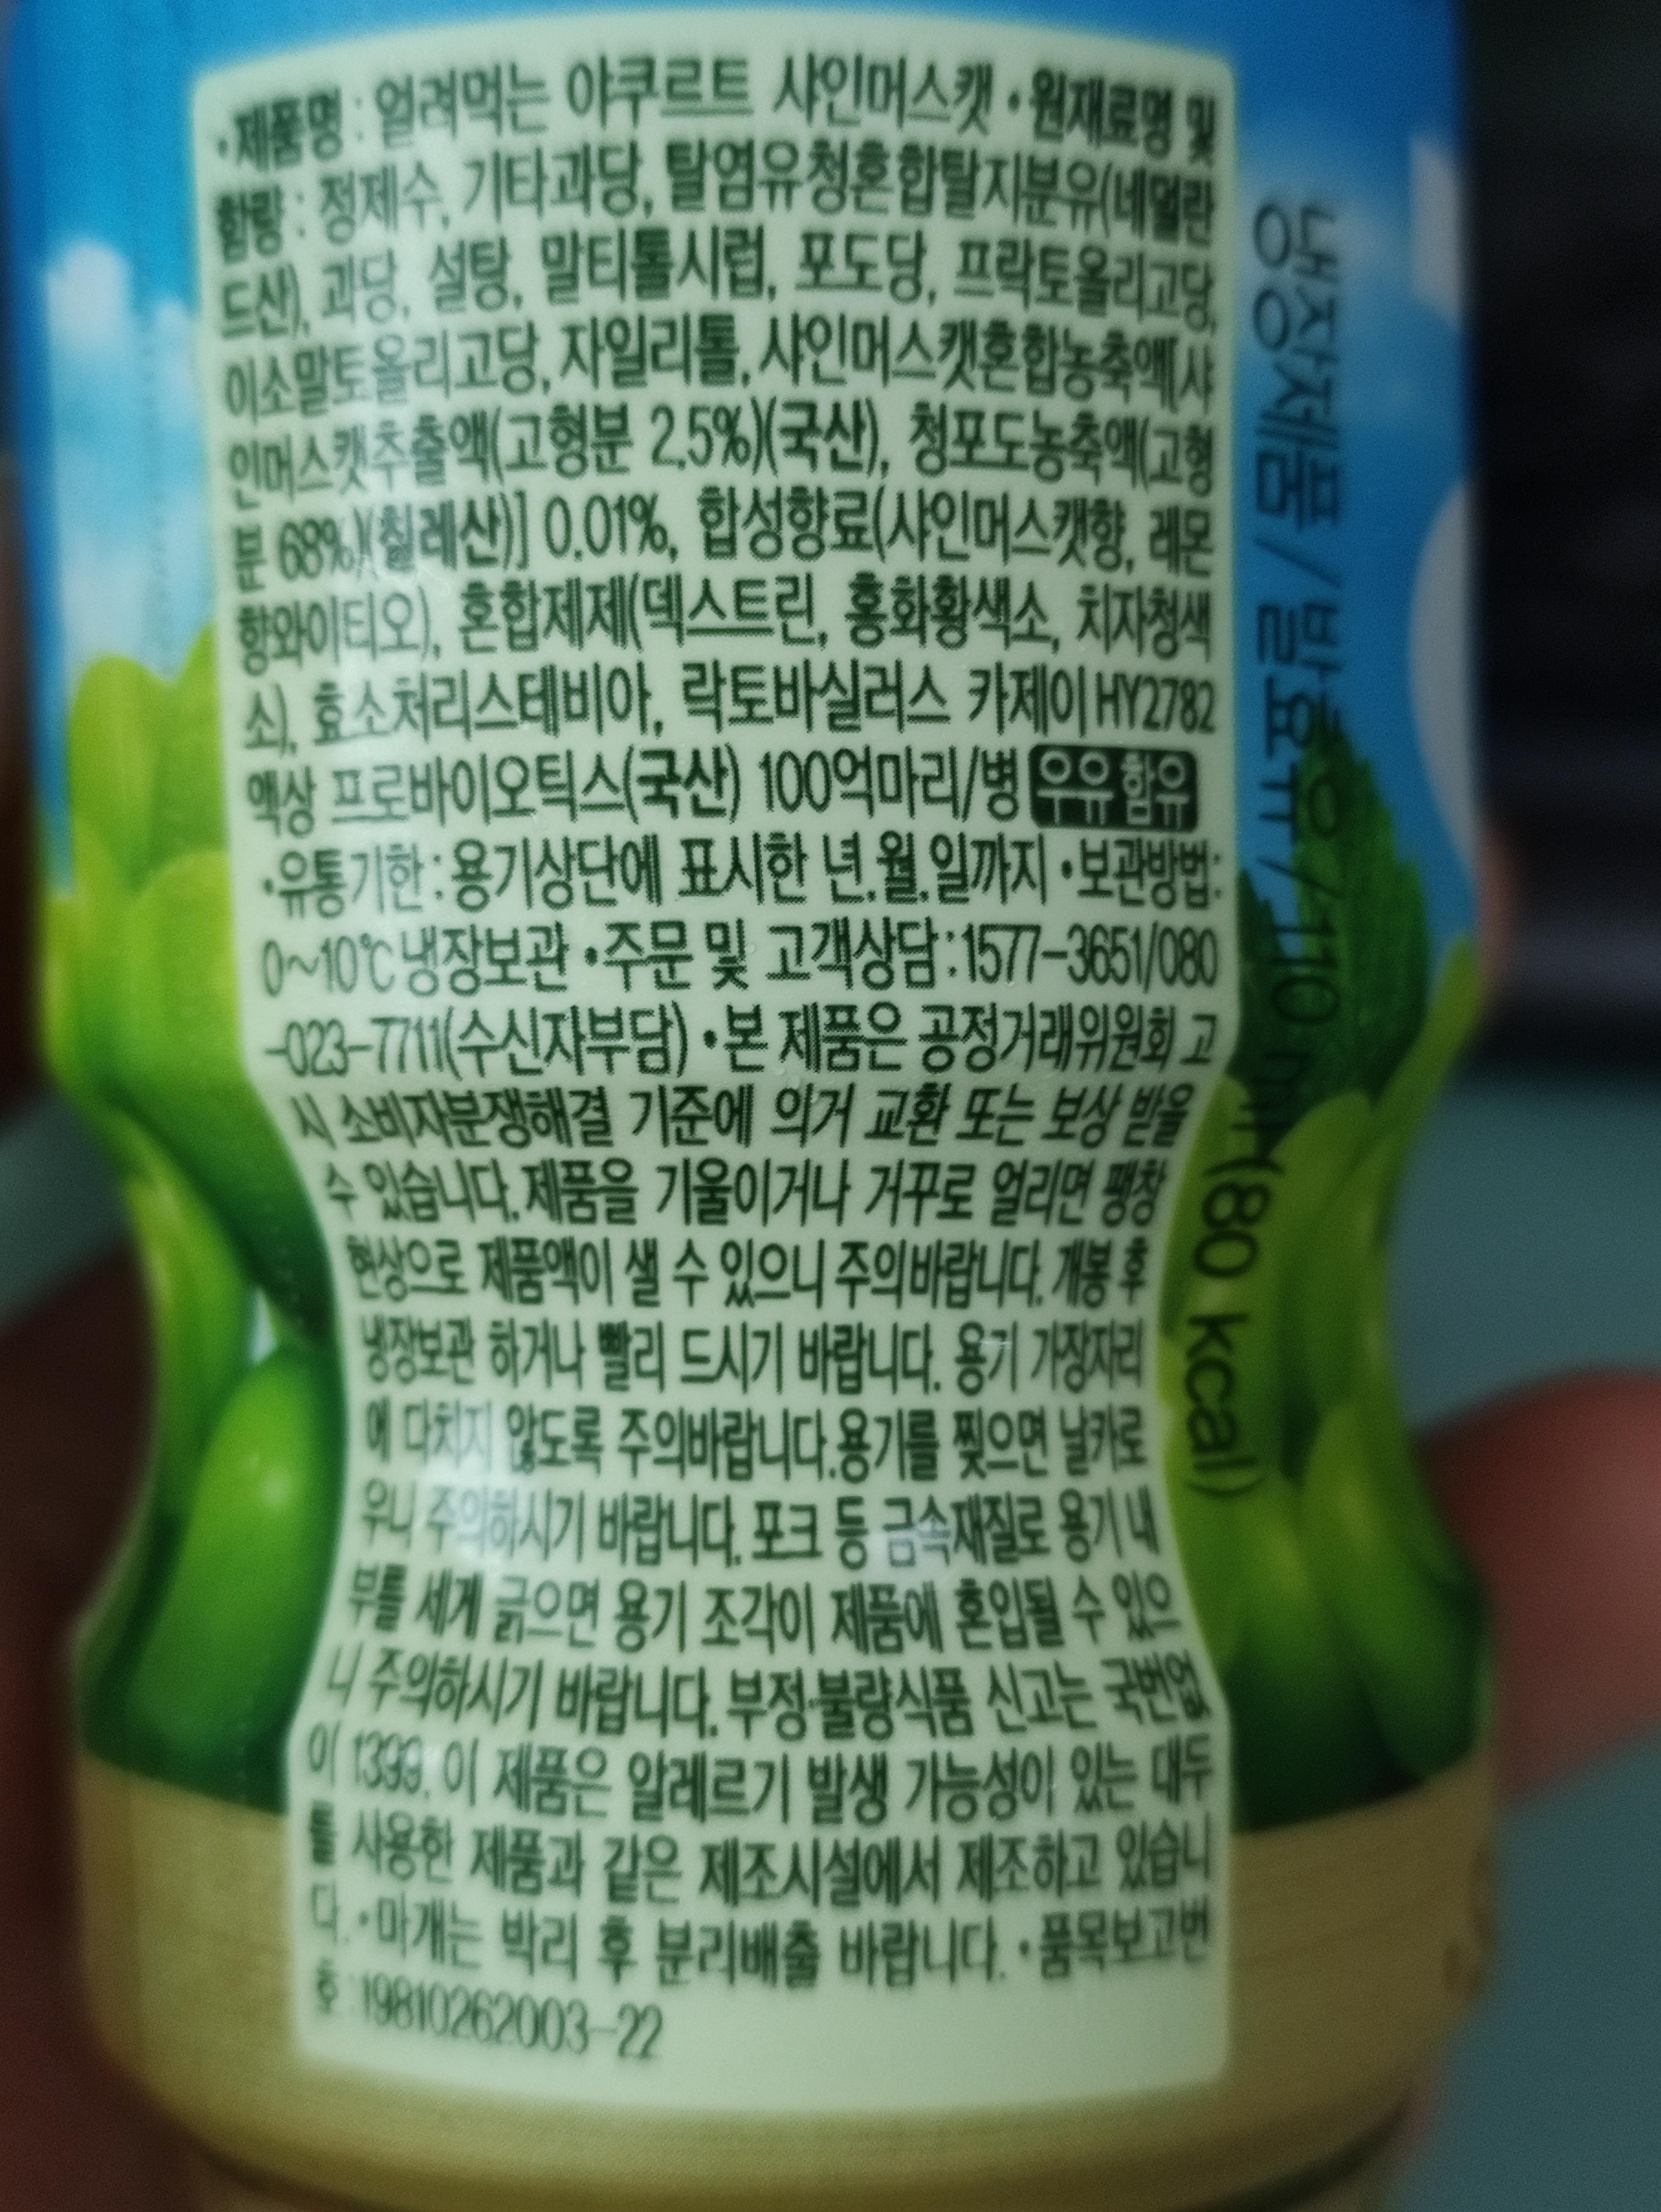 ·제품명 : 얼려먹는 야쿠르트 샤인머스캣 ·원재료명 및
함량 : 정제수, 기타과당, 탈염유청혼합탈지분유(네덜란
드산), 과당, 설탕, 말티톨시럽, 포도당, 프락토올리고당,
이소말토올리고당, 자일리톨, 샤인머스캣혼합농축액[샤
인머스캣추출액(고형분 2.5%)(국산), 청포도농축액(고형
분 68%)(칠레산)] 0.01%, 합성향료(샤인머스캣향, 레몬
향와이티오), 혼합제제(덱스트린, 홍화황색소, 치자청색
소), 효소처리스테비아, 락토바실러스 카제이 HY2782
액상 프로바이오틱스(국산) 100억마리/병 우유 함유
·유통기한 : 용기상단에 표시한 년.월.일까지 ·보관방법:
0~10℃ 냉장보관 ·주문 및 고객상담 : 1577-3651/080
-023-7711(수신자부담) ·본 제품은 공정거래위원회 고
시 소비자분쟁해결 기준에 의거 교환 또는 보상 받을
수 있습니다. 제품을 기울이거나 거꾸로 얼리면 팽창
현상으로 제품액이 샐 수 있으니 주의바랍니다. 개봉 후
냉장보관 하거나 빨리 드시기 바랍니다. 용기 가장자리
에 다치지 않도록 주의바랍니다.용기를 찢으면 날카로
우니 주의하시기 바랍니다. 포크 등 금속재질로 용기 내
부를 세게 긁으면 용기 조각이 제품에 혼입될 수 있으
니 주의하시기 바랍니다. 부정·불량식품 신고는 국번없
이 1399. 이 제품은 알레르기 발생 가능성이 있는 대두
를 사용한 제품과 같은 제조시설에서 제조하고 있습니
다. ·마개는 박리 후 분리배출 바랍니다. ·품목보고번
호 : 19810262003-22
냉장제품 / 발효유 / 110 ml (80 kcal)